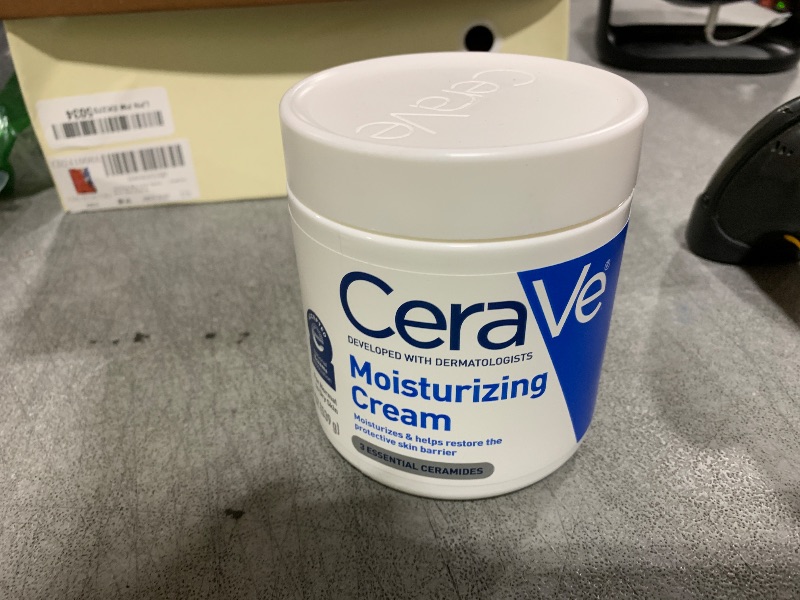 CeraVe
CeraVe®
DEVELOPED WITH DERMATOLOGISTS
Moisturizing
Cream
Moisturizes & helps restore the
protective skin barrier
3 ESSENTIAL CERAMIDES